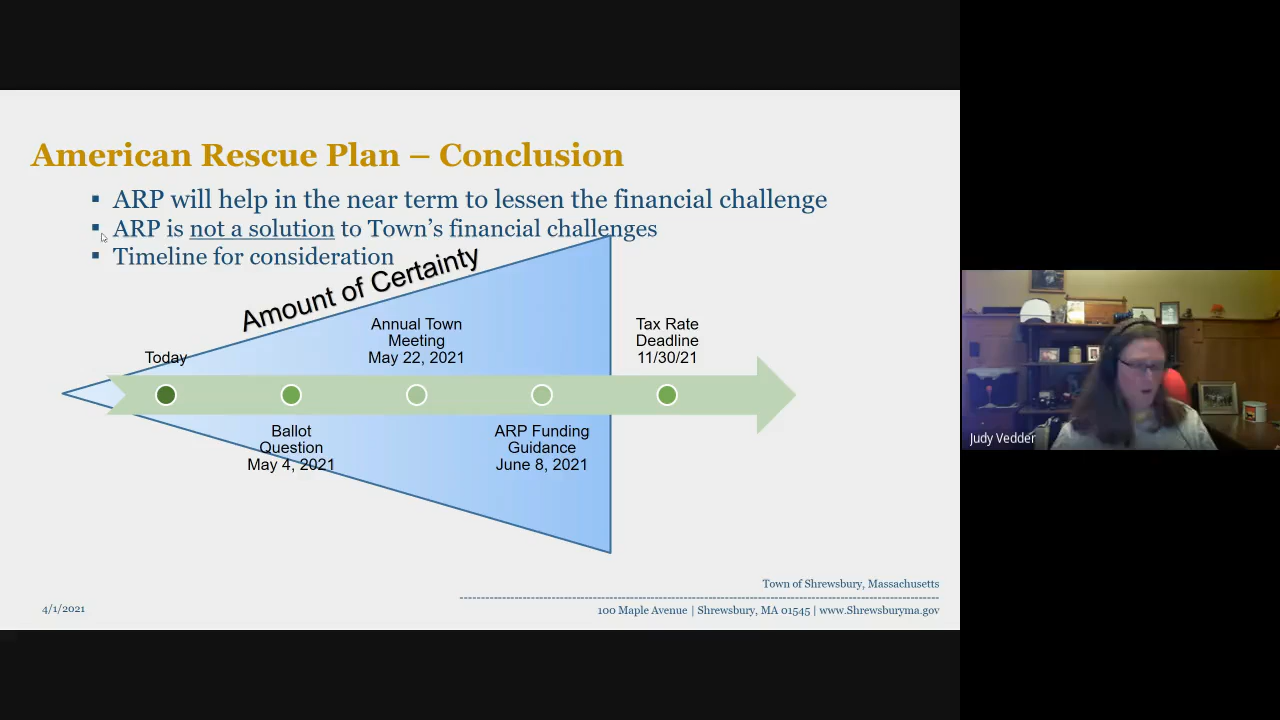 American Rescue Plan – Conclusion
▪ ARP will help in the near term to lessen the financial challenge
▪ ARP is not a solution to Town's financial challenges
▪ Timeline for consideration
Amount of Certainty
Today
Annual Town
Meeting
May 22, 2021
Tax Rate
Deadline
11/30/21
Ballot
Question
May 4, 2021
ARP Funding
Guidance
June 8, 2021
Judy Vedder
Town of Shrewsbury, Massachusetts
4/1/2021
100 Maple Avenue | Shrewsbury, MA 01545 | www.Shrewsburyma.gov